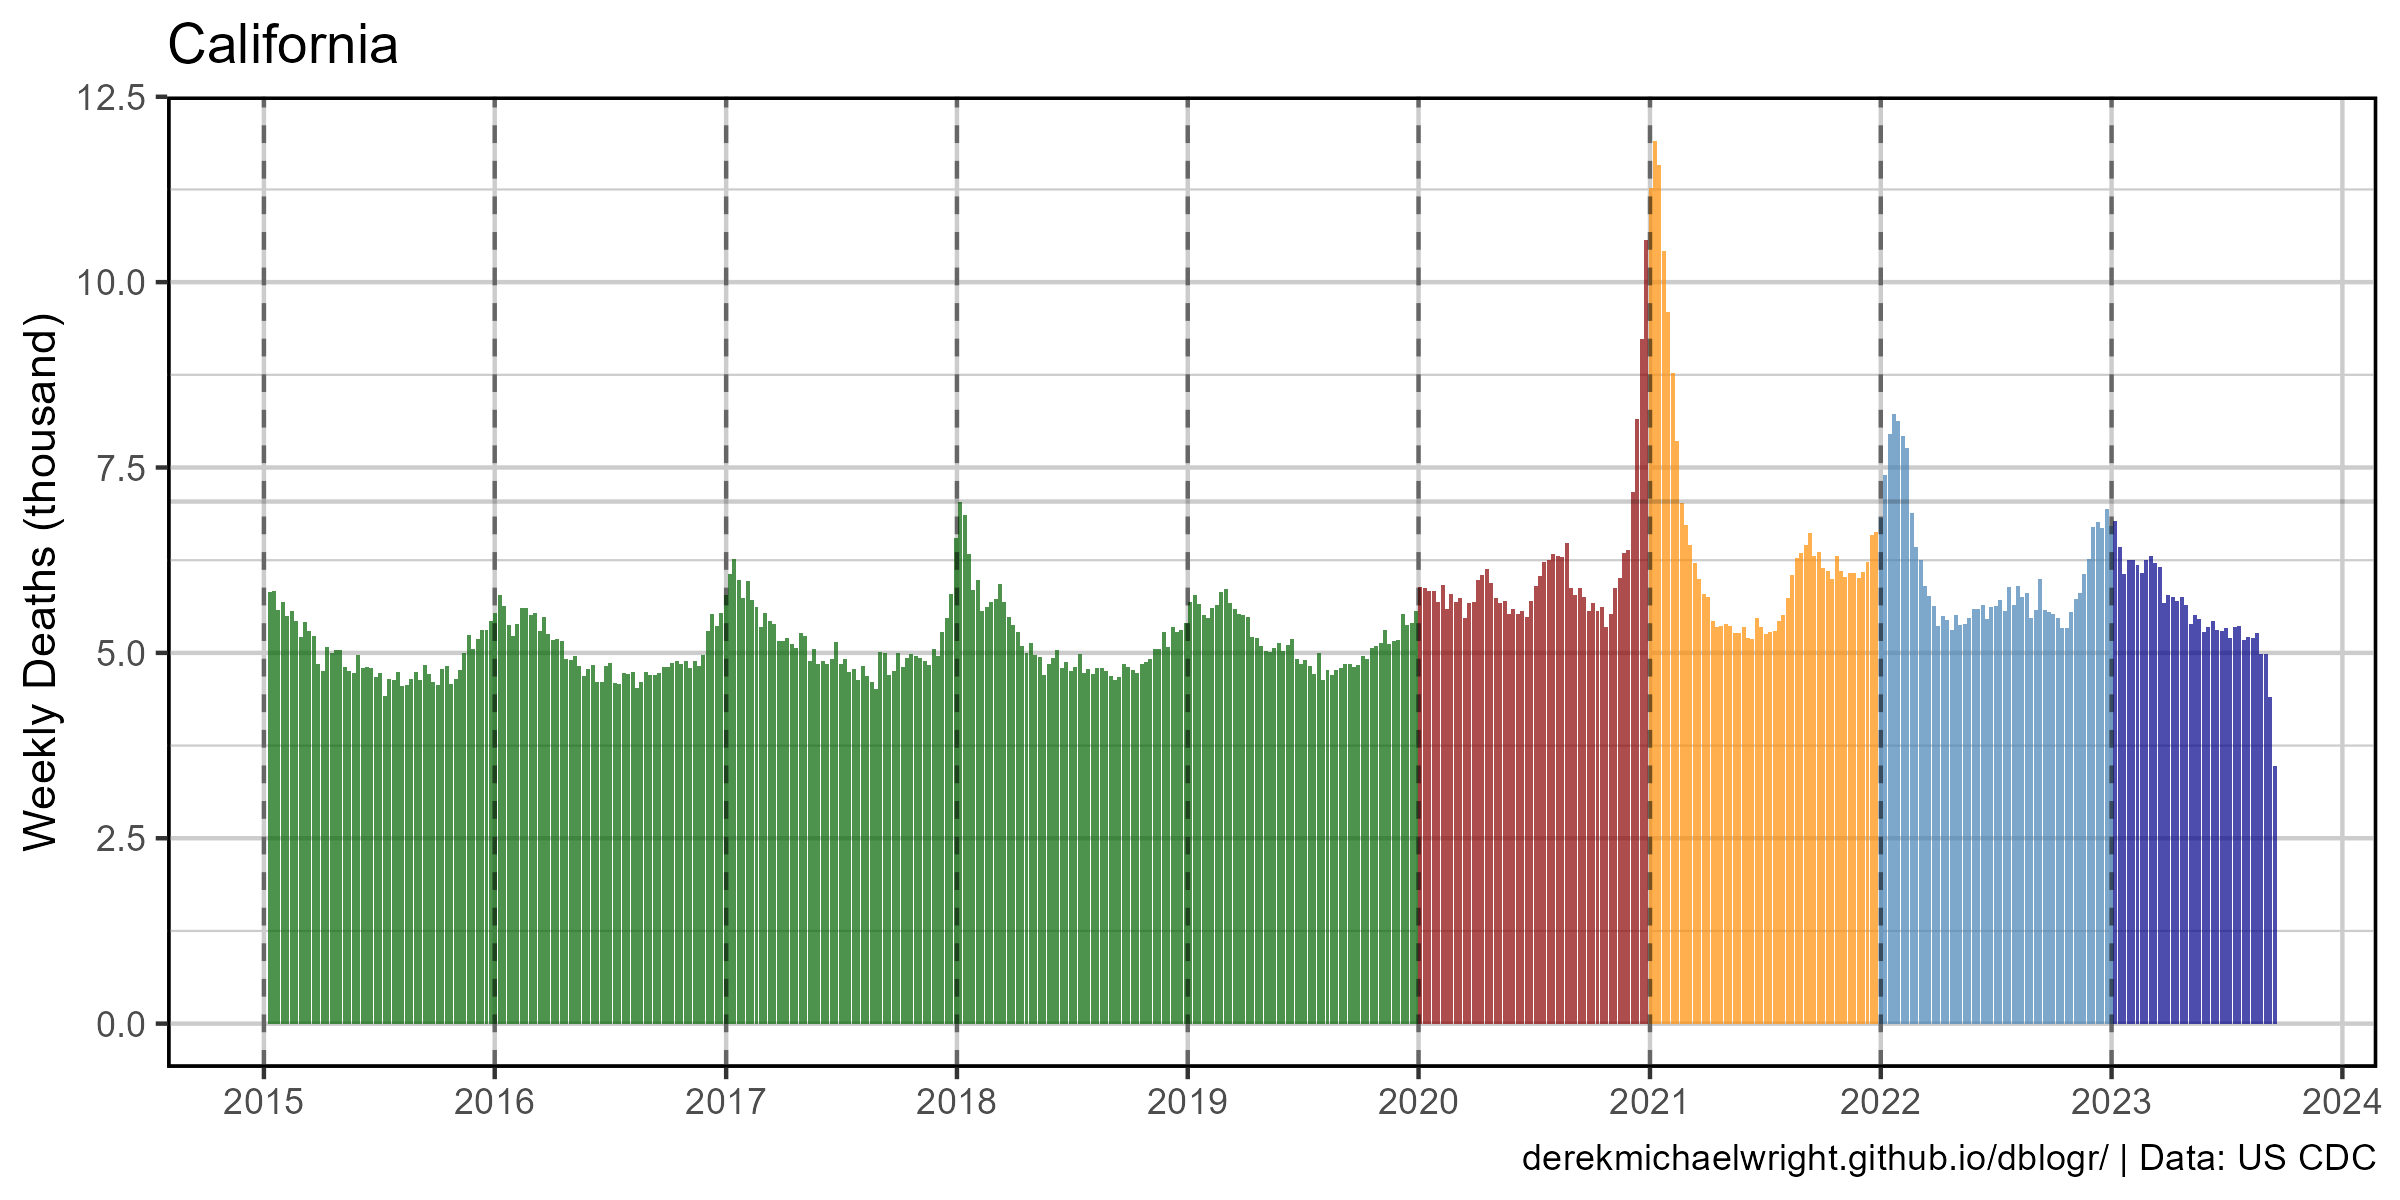 California
Weekly Deaths (thousand)
12.5
10.0
7.5
5.0
2.5
0.0
2015 2016 2017 2018 2019 2020 2021 2022 2023 2024
derekmichaelwright.github.io/dblogr/ | Data: US CDC